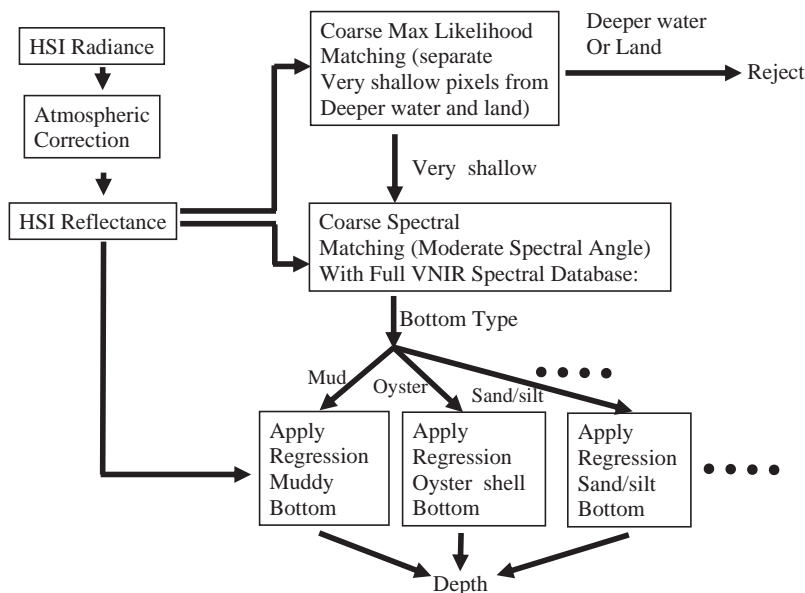 HSI Radiance
Atmospheric
Correction
HSI Reflectance
Coarse Max Likelihood
Matching (separate
Very shallow pixels from
Deeper water and land)
Deeper water
Or Land
Reject
Very shallow
Coarse Spectral
Matching (Moderate Spectral Angle)
With Full VNIR Spectral Database:
Bottom Type
Mud
Oyster
Sand/silt
Apply
Regression
Muddy
Bottom
Apply
Regression
Oyster shell
Bottom
Apply
Regression
Sand/silt
Bottom
Depth